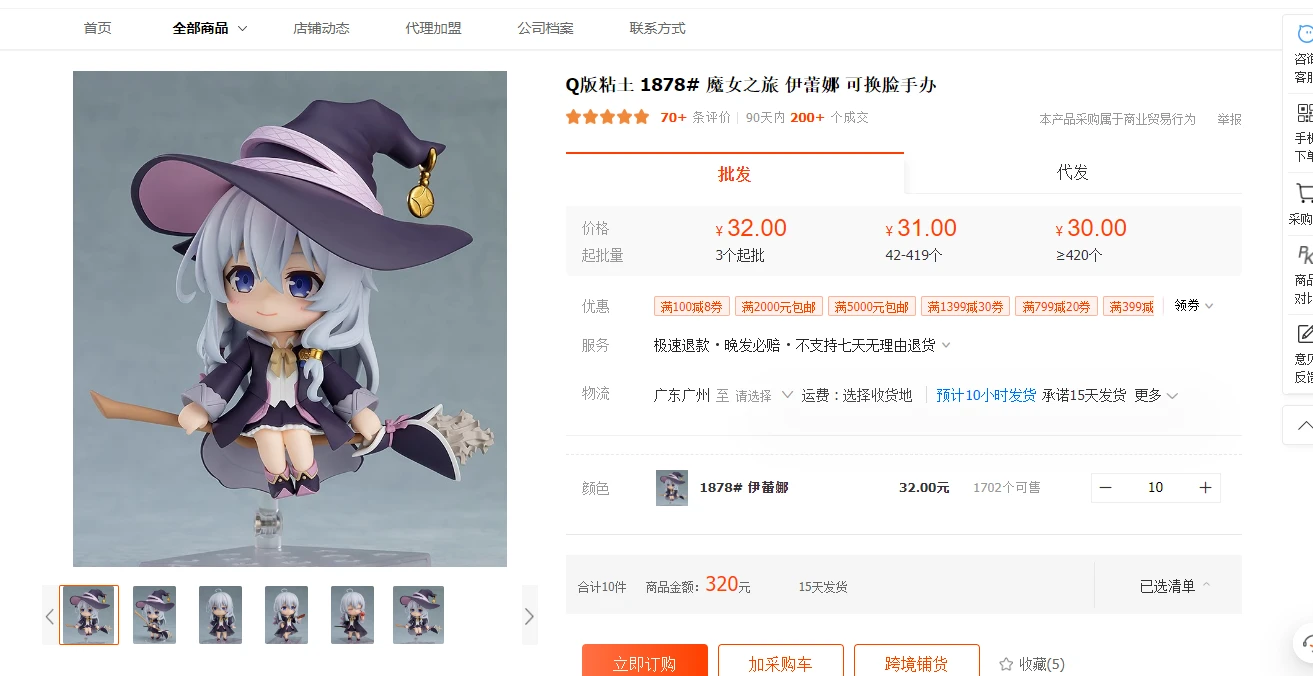 首页 全部商品 店铺动态 代理加盟 公司档案 联系方式
Q版粘土 1878# 魔女之旅 伊蕾娜 可换脸手办
70+ 条评价 90天内 200+ 个成交 本产品采购属于商业贸易行为 举报
批发 代发
价格 ¥32.00 ¥31.00 ¥30.00
起批量 3个起批 42-419个 ≥420个
优惠 满100减8券 满2000元包邮 满5000元包邮 满1399减30券 满799减20券 满399减 领券
服务 极速退款·晚发必赔·不支持七天无理由退货
物流 广东广州 至 请选择 运费：选择收货地 预计10小时发货 承诺15天发货 更多
颜色 1878# 伊蕾娜 32.00元 1702个可售 — 10 +
合计10件 商品金额：320元 15天发货 已选清单
立即订购 加采购车 跨境铺货 收藏(5)
咨询
客服
手机
下单
采购
商品
对比
意见
反馈